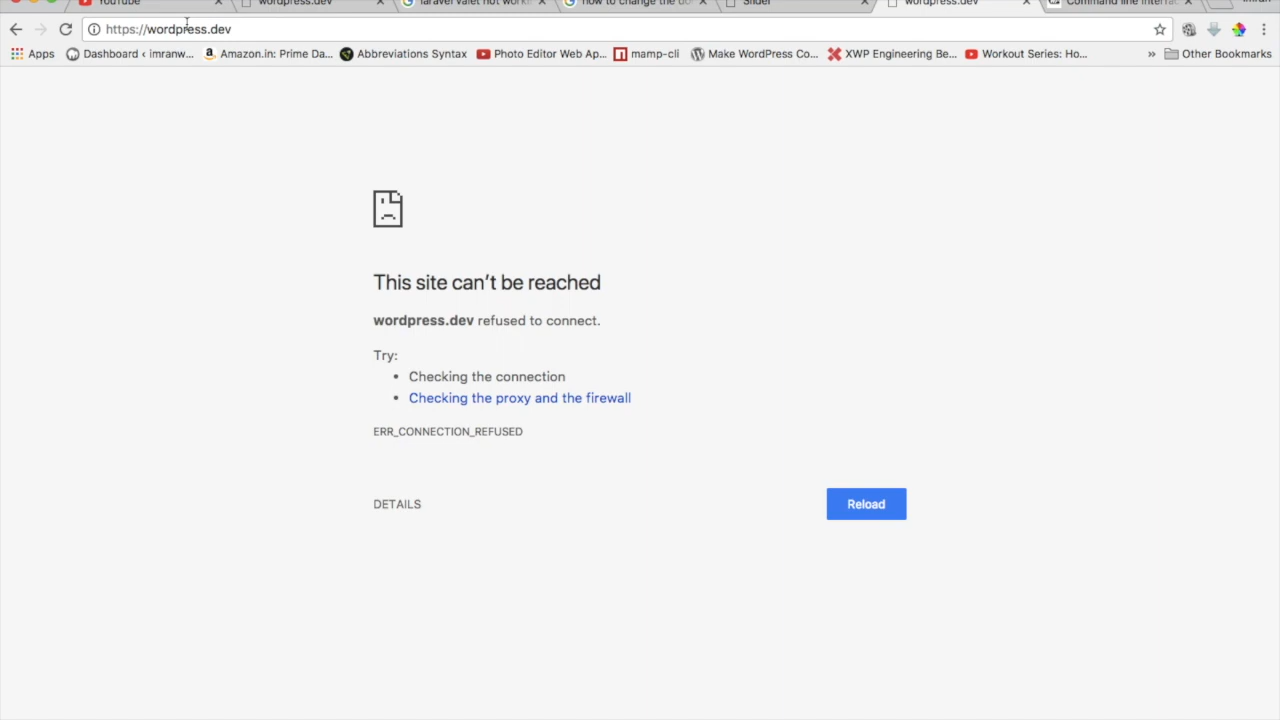 YouTube
wordpress.dev
laravel valet not worki
how to change the do
Slider
wordpress.dev
Command line interfa
Imran
https://wordpress.dev
Apps
Dashboard ‹ imranw...
Amazon.in: Prime Da...
Abbreviations Syntax
Photo Editor Web Ap...
mamp-cli
Make WordPress Co...
XWP Engineering Be...
Workout Series: Ho...
»
Other Bookmarks
This site can't be reached
wordpress.dev refused to connect.
Try:
• Checking the connection
• Checking the proxy and the firewall
ERR_CONNECTION_REFUSED
DETAILS
Reload